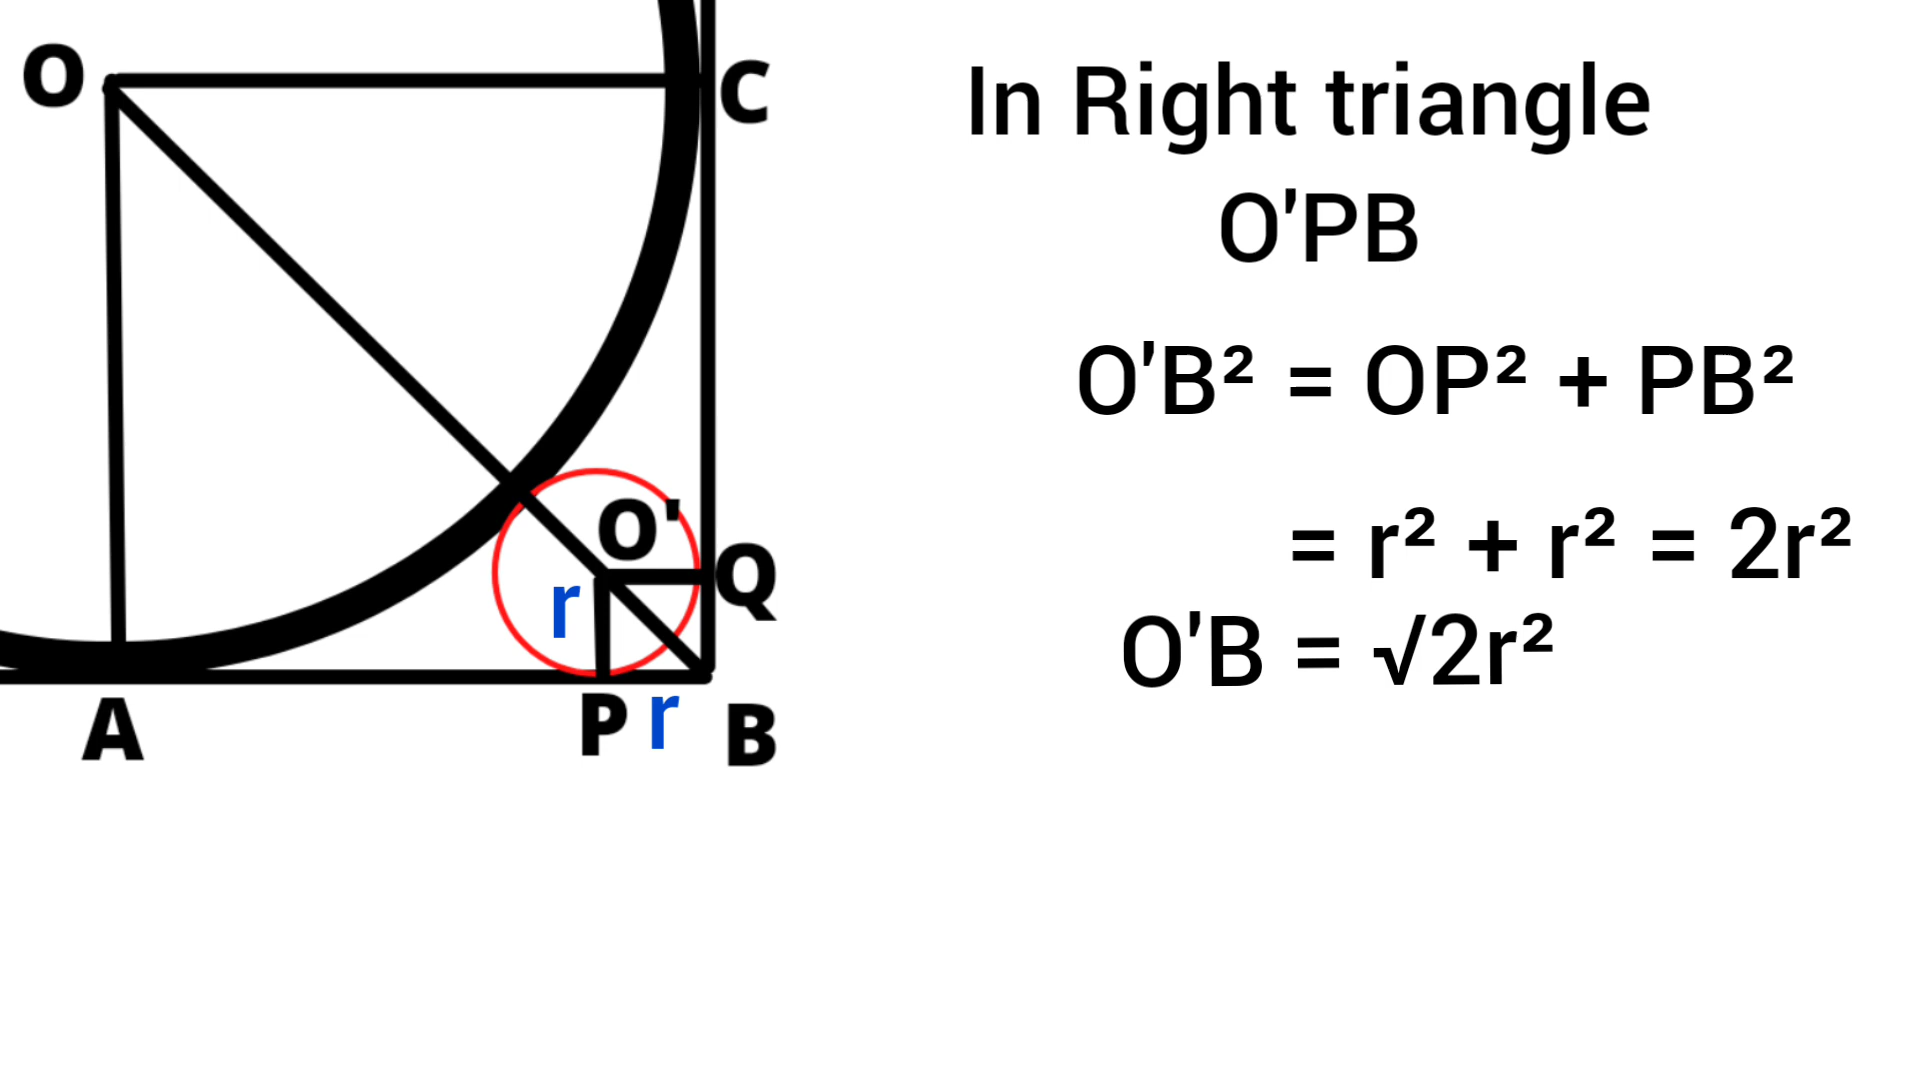 O
C
In Right triangle
O'PB
O'B² = OP² + PB²
= r² + r² = 2r²
O'B = √2r²
O'
Q
r
A
P r B